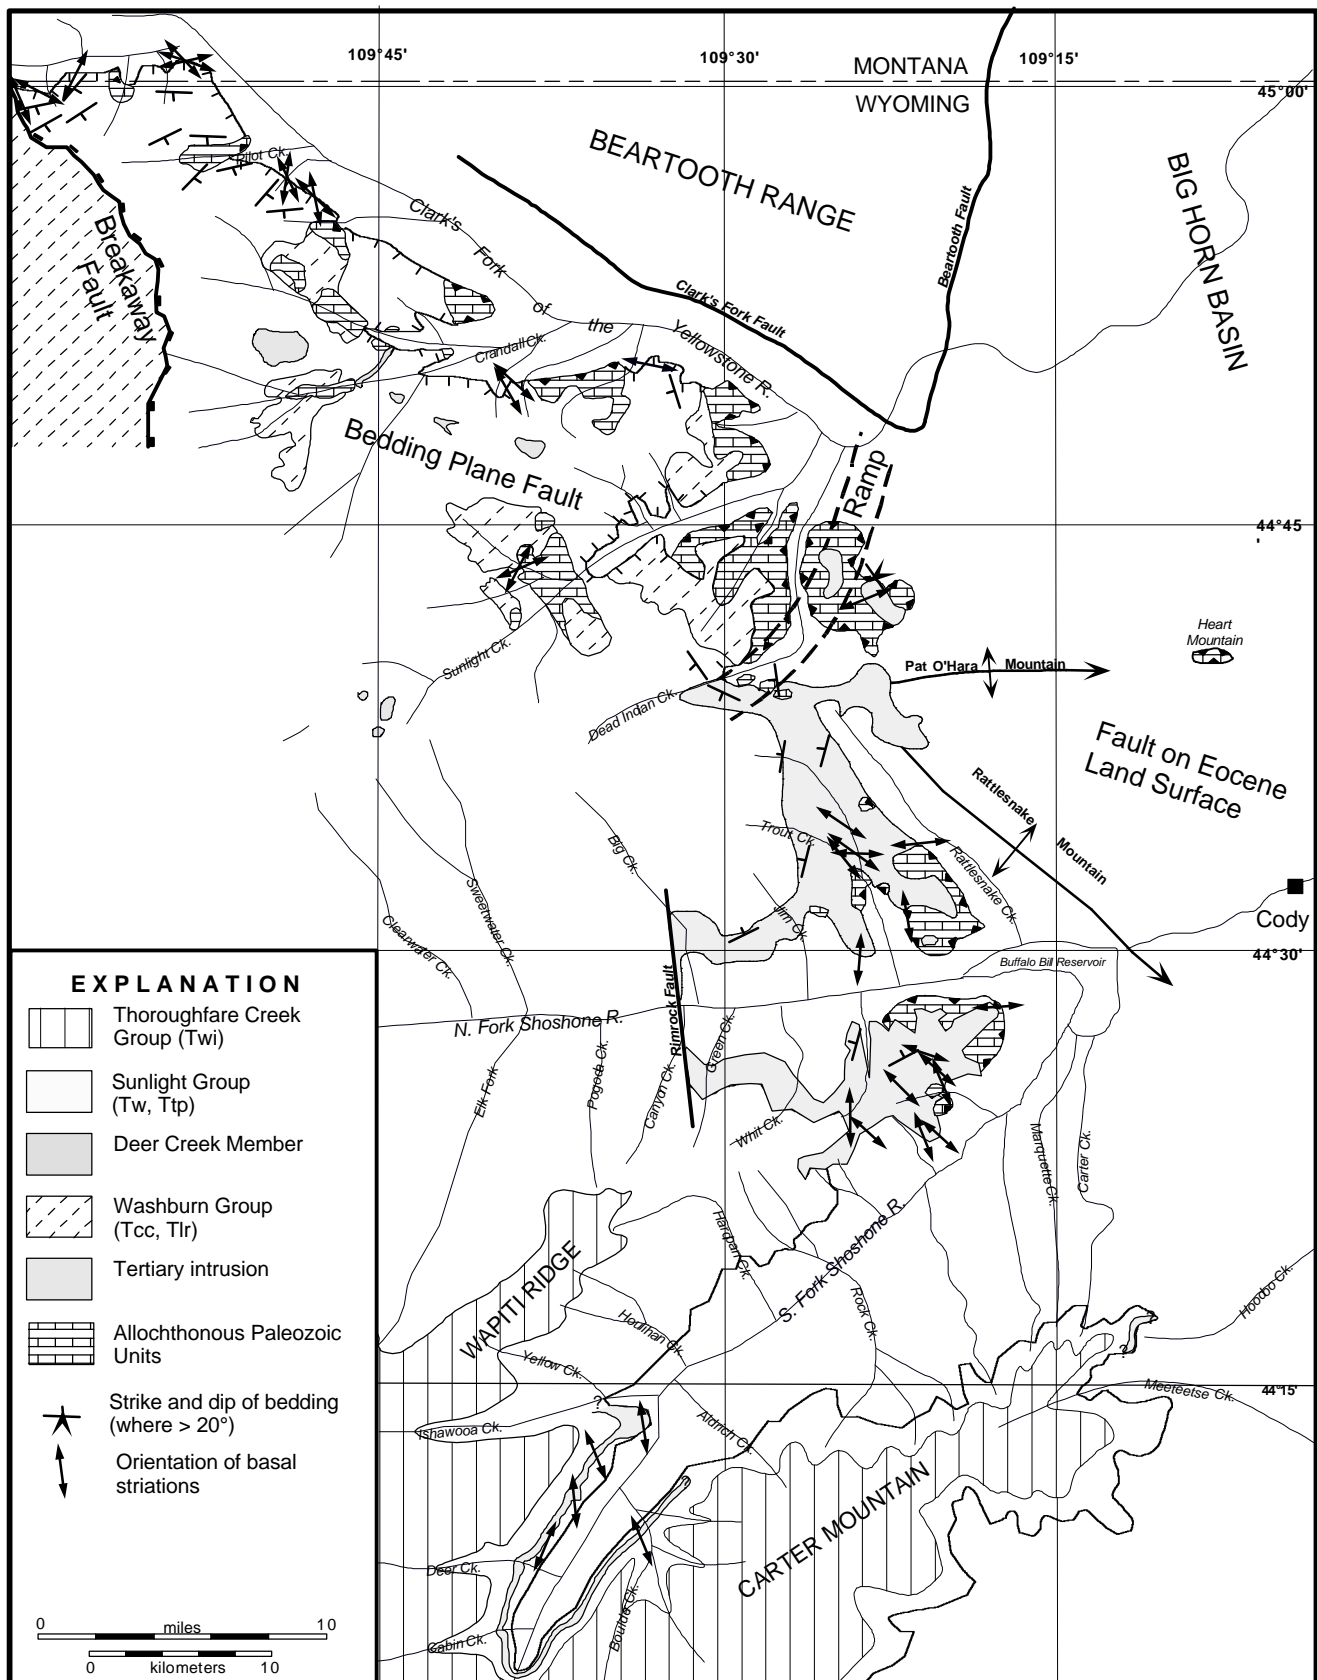 109°45'
109°30'
109°15'
MONTANA
WYOMING
45°00'
BEARTOOTH RANGE
BIG HORN BASIN
Pilot Ck.
Clark's
Fork
of
the
Yellowstone R.
Breakaway
Fault
Beartooth Fault
Clark's Fork Fault
Crandall Ck.
Bedding Plane Fault
Ramp
44°45
'
Heart
Mountain
Sunlight Ck.
Pat O'Hara
Mountain
Dead Indan Ck.
Fault on Eocene
Land Surface
Rattlesnake
Mountain
Trout Ck.
Big Ck.
Rattlesnake Ck.
Sweetwater Ck.
Clearwater Ck.
Jim Ck.
Cody
44°30
Buffalo Bill Reservoir
Rimrock Fault
N. Fork Shoshone R.
Green Ck.
Elk Fork
Pogoda Ck.
Canyon Ck.
Whit Ck.
Marquette Ck.
Carter Ck.
Hardpan Ck.
S. Fork Shoshone R.
WAPITI RIDGE
Rock Ck.
Hoodoo Ck.
Houlihan Ck.
Yellow Ck.
?
44°15
Meeteetse Ck.
?
Ishawooa Ck.
Aldrich Ck.
CARTER MOUNTAIN
Deer Ck.
Boulde Ck.
Cabin Ck.
EXPLANATION
Thoroughfare Creek
Group (Twi)
Sunlight Group
(Tw, Ttp)
Deer Creek Member
Washburn Group
(Tcc, Tlr)
Tertiary intrusion
Allochthonous Paleozoic
Units
Strike and dip of bedding
(where > 20°)
Orientation of basal
striations
0 miles 10
0 kilometers 10